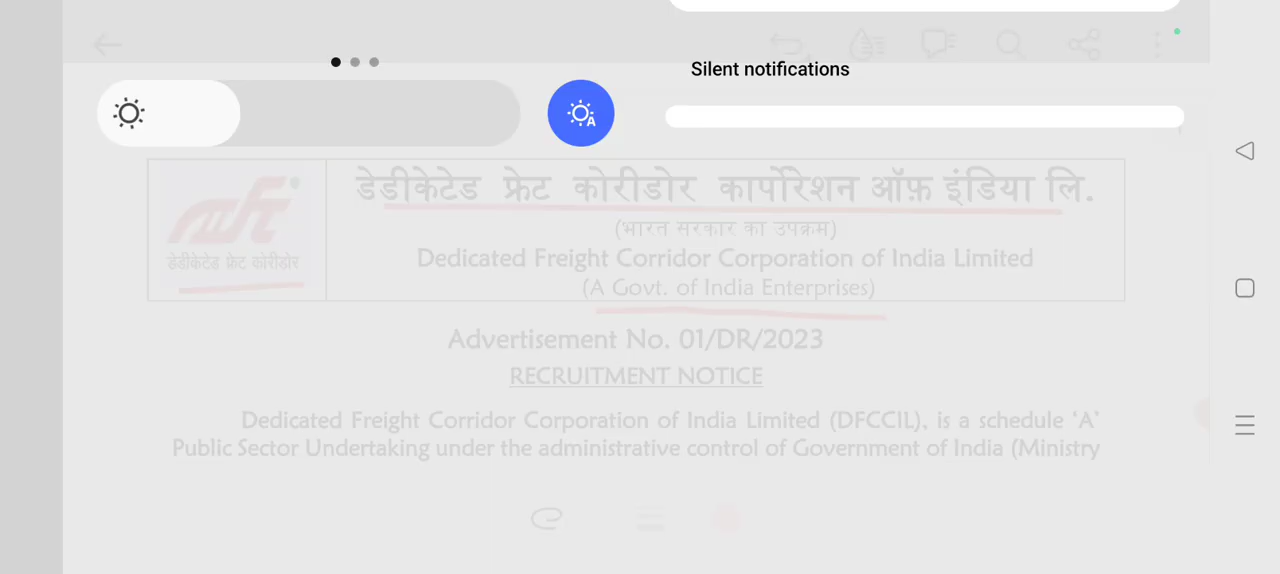 Silent notifications
डेडीकेटेड फ्रेट कोरीडोर कार्पोरेशन ऑफ़ इंडिया लि.
(भारत सरकार का उपक्रम)
डेडीकेटेड फ्रेट कोरीडोर
Dedicated Freight Corridor Corporation of India Limited
(A Govt. of India Enterprises)
Advertisement No. 01/DR/2023
RECRUITMENT NOTICE
Dedicated Freight Corridor Corporation of India Limited (DFCCIL), is a schedule ‘A’
Public Sector Undertaking under the administrative control of Government of India (Ministry